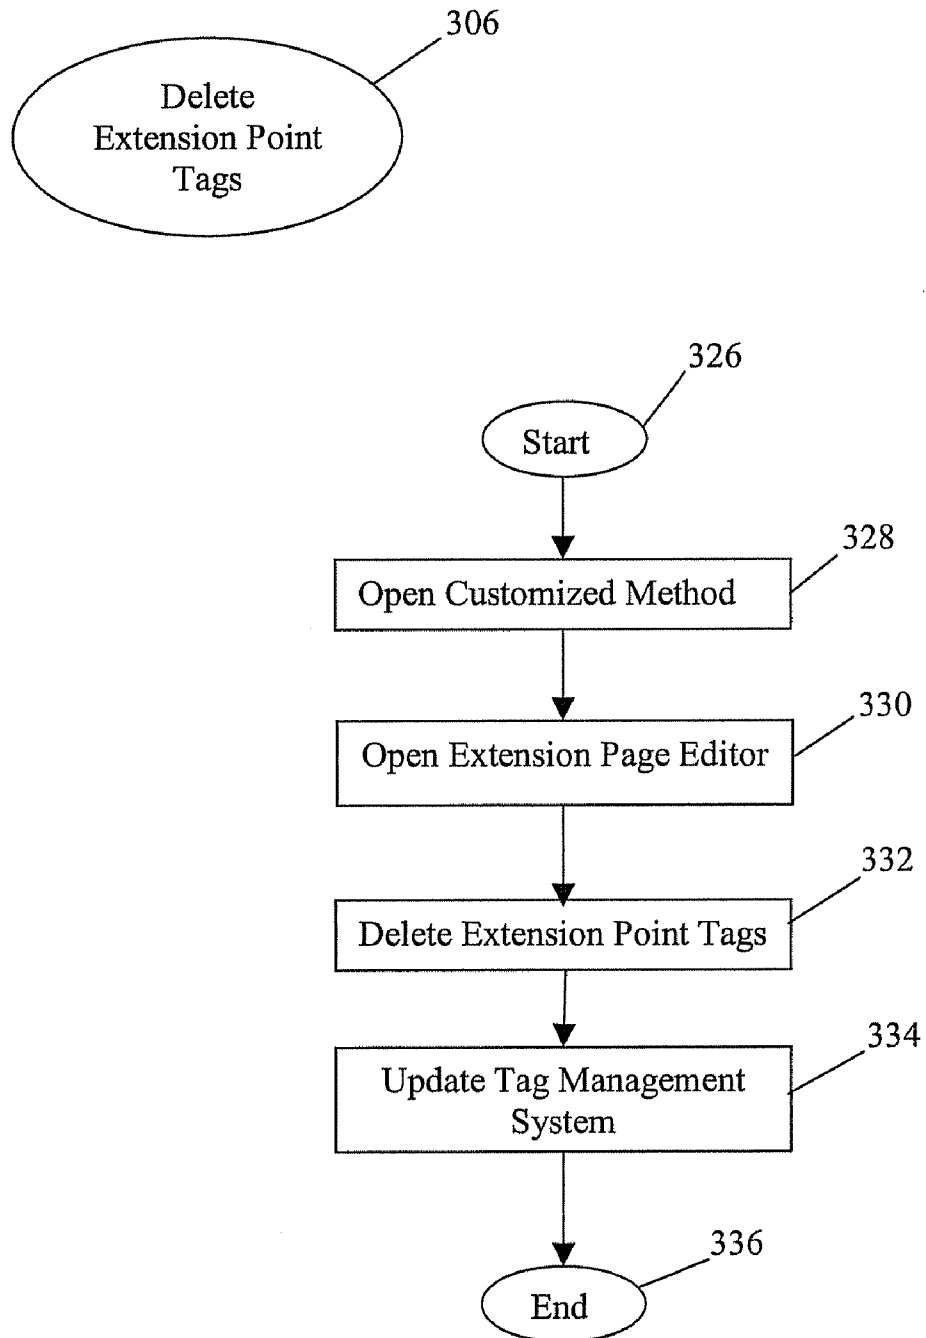 306
Delete
Extension Point
Tags
326
Start
328
Open Customized Method
330
Open Extension Page Editor
332
Delete Extension Point Tags
334
Update Tag Management
System
336
End